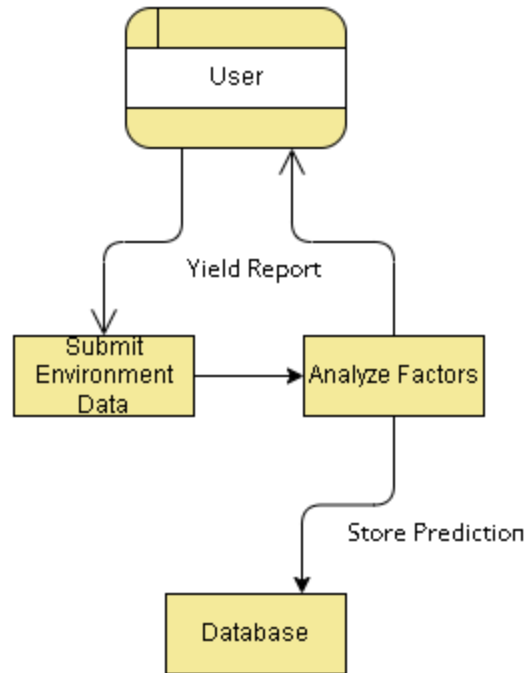 User
Yield Report
Submit
Environment
Data
Analyze Factors
Store Prediction
Database